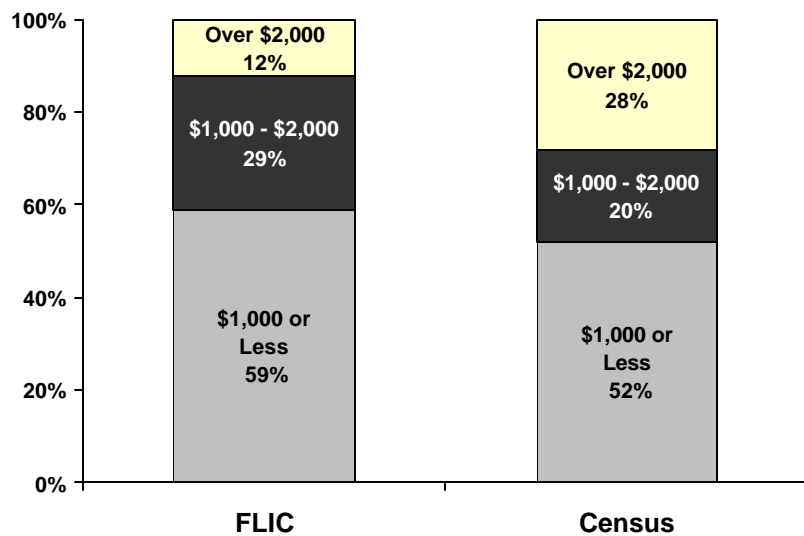 100%
80%
60%
40%
20%
0%
Over $2,000
12%
$1,000 - $2,000
29%
$1,000 or
Less
59%
Over $2,000
28%
$1,000 - $2,000
20%
$1,000 or
Less
52%
FLIC
Census